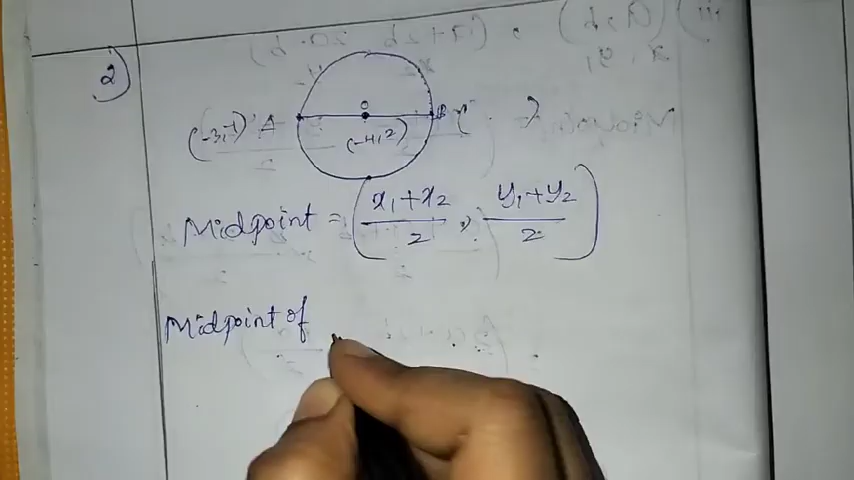 2)
O
(-3,-1) A B ( , )
(-4,2)
Midpoint = ( x₁+x₂ / 2 , y₁+y₂ / 2 )
Midpoint of